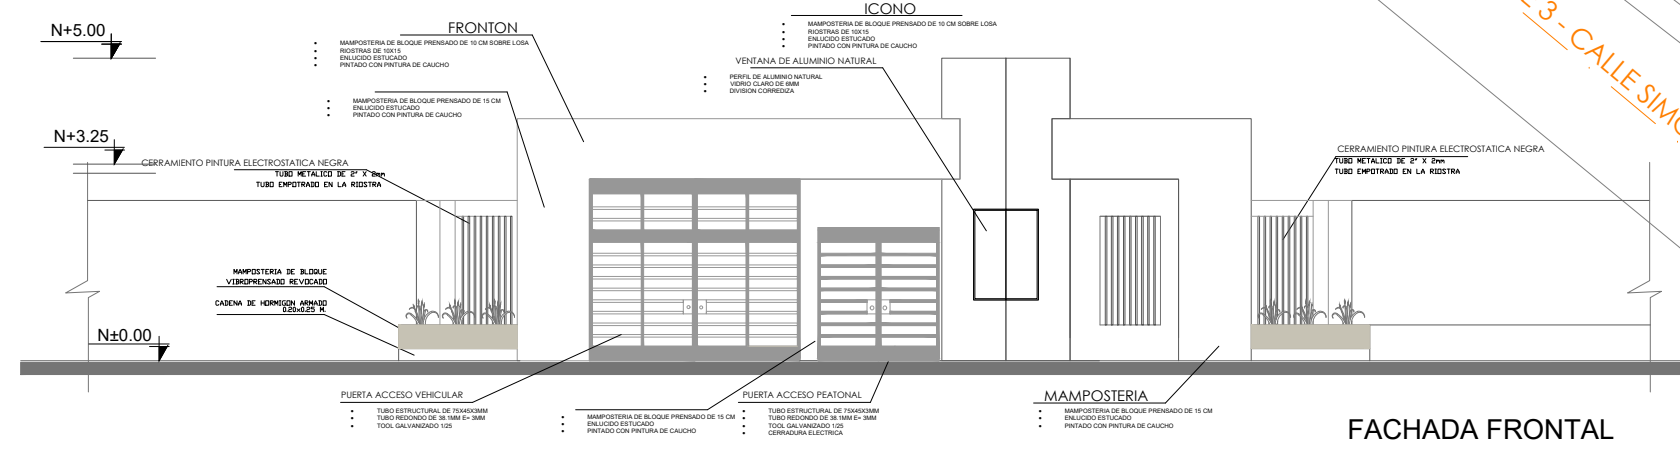 N+5.00
FRONTON
MAMPOSTERIA DE BLOQUE PRENSADO DE 10 CM SOBRE LOSA
RIOSTRAS DE 10X15
ENLUCIDO ESTUCADO
PINTADO CON PINTURA DE CAUCHO
MAMPOSTERIA DE BLOQUE PRENSADO DE 15 CM
ENLUCIDO ESTUCADO
PINTADO CON PINTURA DE CAUCHO
ICONO
MAMPOSTERIA DE BLOQUE PRENSADO DE 10 CM SOBRE LOSA
RIOSTRAS DE 10X15
ENLUCIDO ESTUCADO
PINTADO CON PINTURA DE CAUCHO
VENTANA DE ALUMINIO NATURAL
PERFIL DE ALUMINIO NATURAL
VIDRIO CLARO DE 6MM
DIVISION CORREDIZA
3 - CALLE SIMO
N+3.25
CERRAMIENTO PINTURA ELECTROSTATICA NEGRA
TUBO METALICO DE 2" X 2mm
TUBO EMPOTRADO EN LA RIOSTRA
CERRAMIENTO PINTURA ELECTROSTATICA NEGRA
TUBO METALICO DE 2" X 2mm
TUBO EMPOTRADO EN LA RIOSTRA
MAMPOSTERIA DE BLOQUE
VIBROPRENSADO REVOCADO
CADENA DE HORMIGON ARMADO
0.20x0.25 M.
N±0.00
PUERTA ACCESO VEHICULAR
TUBO ESTRUCTURAL DE 75X45X3MM
TUBO REDONDO DE 38.1MM E= 3MM
TOOL GALVANIZADO 1/25
MAMPOSTERIA DE BLOQUE PRENSADO DE 15 CM
ENLUCIDO ESTUCADO
PINTADO CON PINTURA DE CAUCHO
PUERTA ACCESO PEATONAL
TUBO ESTRUCTURAL DE 75X45X3MM
TUBO REDONDO DE 38.1MM E= 3MM
TOOL GALVANIZADO 1/25
CERRADURA ELECTRICA
MAMPOSTERIA
MAMPOSTERIA DE BLOQUE PRENSADO DE 15 CM
ENLUCIDO ESTUCADO
PINTADO CON PINTURA DE CAUCHO
FACHADA FRONTAL